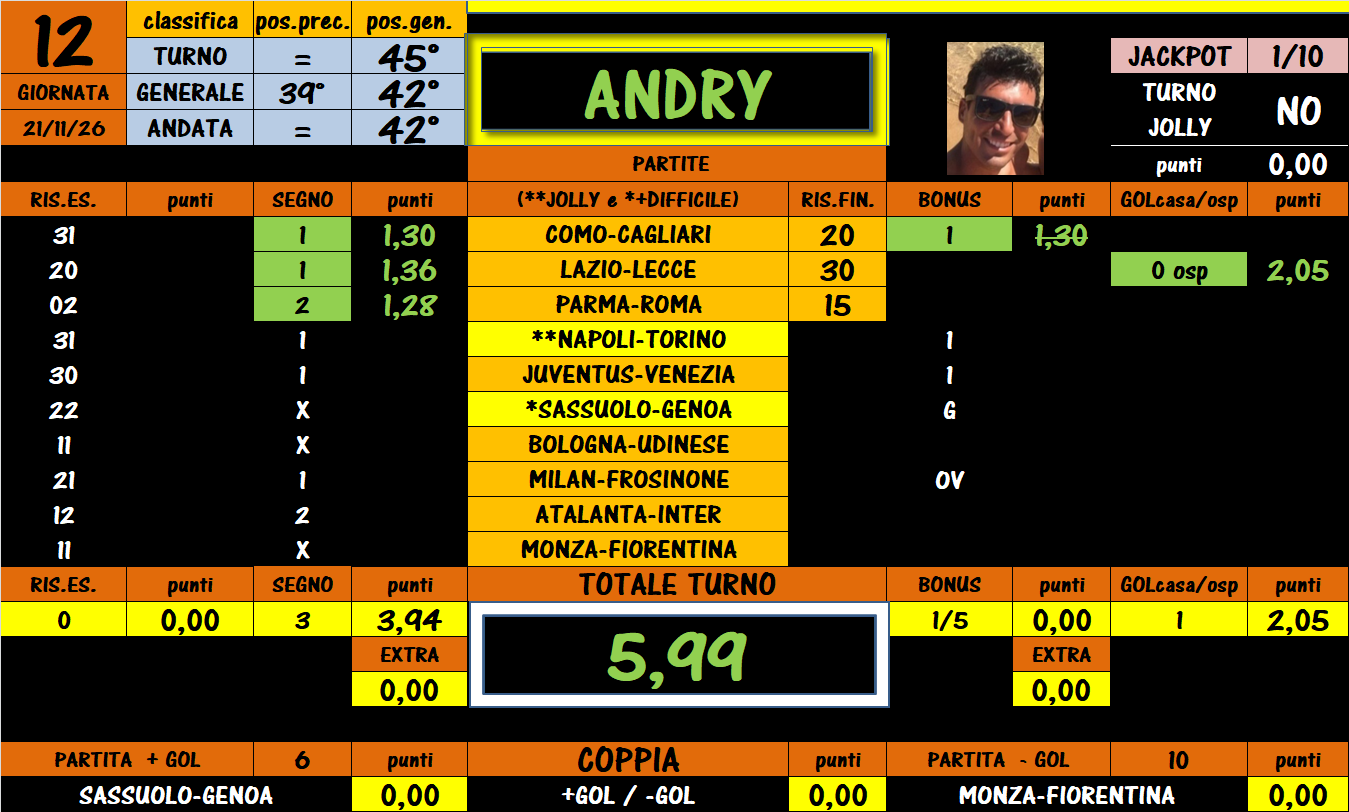 12 classifica pos.prec. pos.gen.
TURNO = 45° ANDRY JACKPOT 1/10
GIORNATA GENERALE 39° 42° TURNO JOLLY NO
21/11/26 ANDATA = 42°
PARTITE punti 0,00
RIS.ES. punti SEGNO punti (**JOLLY e *+DIFFICILE) RIS.FIN. BONUS punti GOLcasa/osp punti
31 1 1,30 COMO-CAGLIARI 20 1 1,30
20 1 1,36 LAZIO-LECCE 30 0 osp 2,05
02 2 1,28 PARMA-ROMA 15
31 1 **NAPOLI-TORINO 1
30 1 JUVENTUS-VENEZIA 1
22 X *SASSUOLO-GENOA G
11 X BOLOGNA-UDINESE
21 1 MILAN-FROSINONE OV
12 2 ATALANTA-INTER
11 X MONZA-FIORENTINA
RIS.ES. punti SEGNO punti TOTALE TURNO BONUS punti GOLcasa/osp punti
0 0,00 3 3,94 5,99 1/5 0,00 1 2,05
EXTRA EXTRA
0,00 0,00
PARTITA + GOL 6 punti COPPIA punti PARTITA - GOL 10 punti
SASSUOLO-GENOA 0,00 +GOL / -GOL 0,00 MONZA-FIORENTINA 0,00